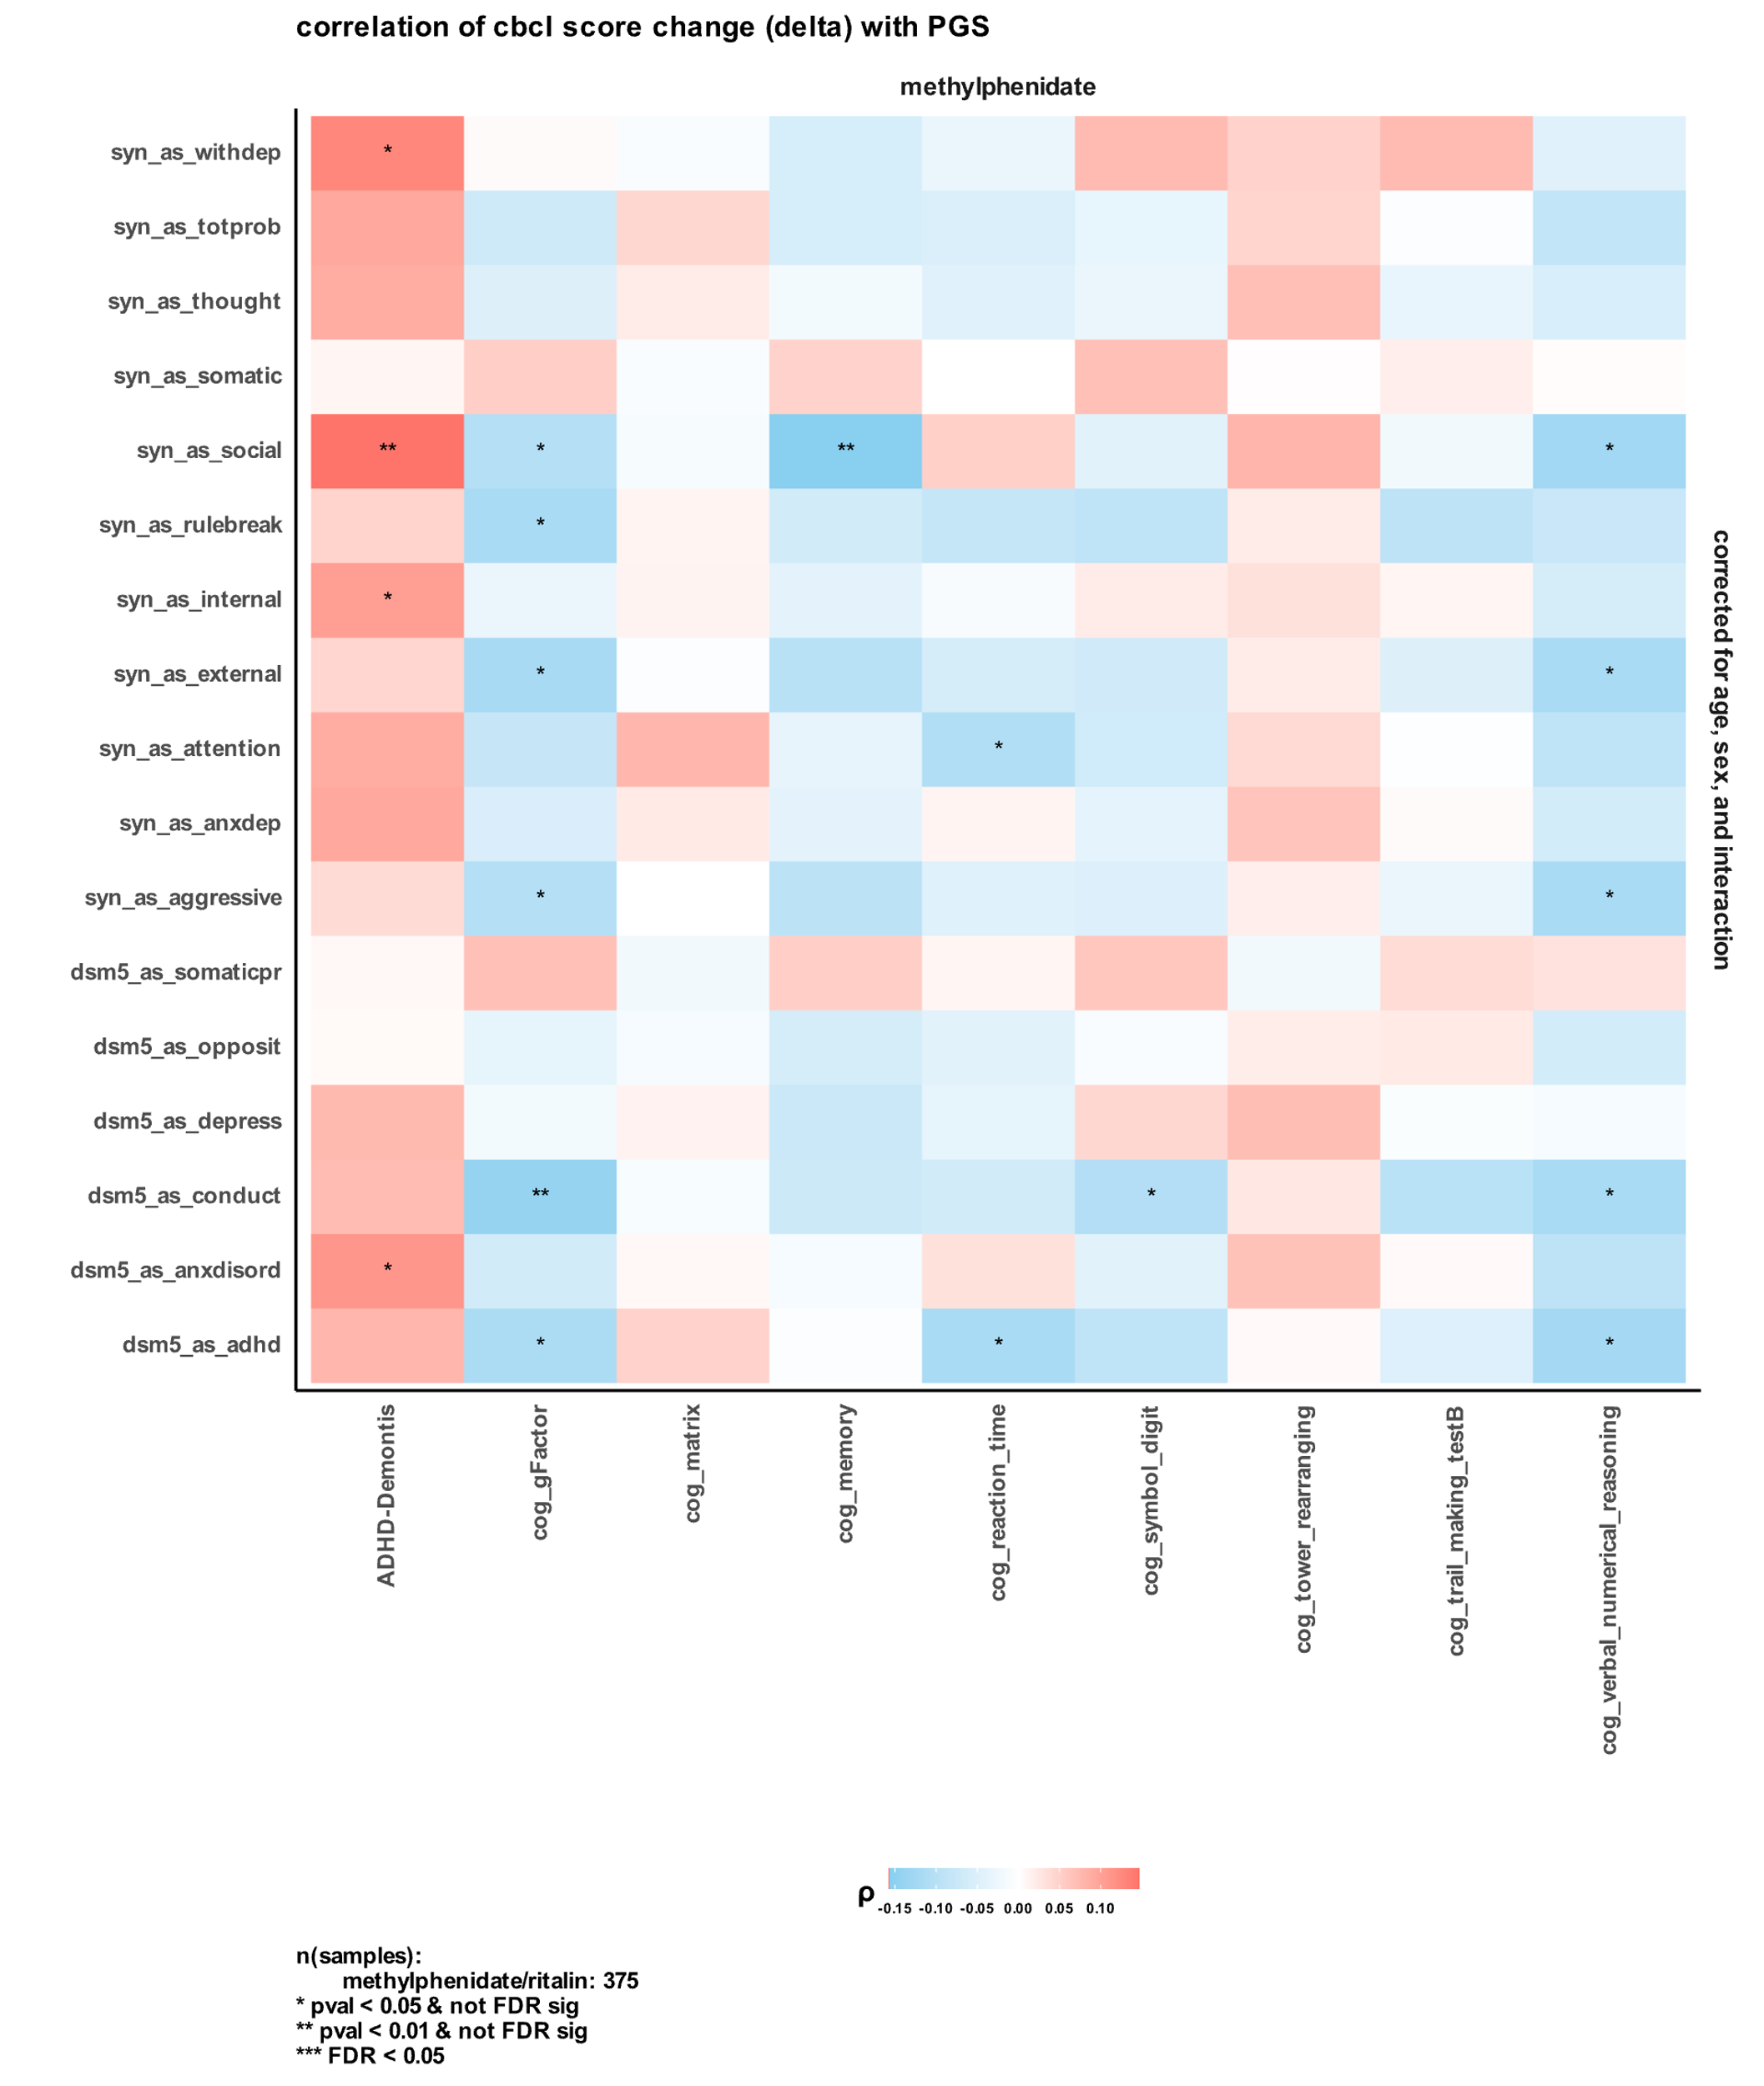 correlation of cbcl score change (delta) with PGS
methylphenidate
syn_as_withdep
*
syn_as_totprob
syn_as_thought
syn_as_somatic
syn_as_social
** * ** *
syn_as_rulebreak
*
syn_as_internal
*
syn_as_external
* *
syn_as_attention
*
syn_as_anxdep
syn_as_aggressive
* *
dsm5_as_somaticpr
dsm5_as_opposit
dsm5_as_depress
dsm5_as_conduct
** * *
dsm5_as_anxdisord
*
dsm5_as_adhd
* * *
corrected for age, sex, and interaction
ADHD-Demontis
cog_gFactor
cog_matrix
cog_memory
cog_reaction_time
cog_symbol_digit
cog_tower_rearranging
cog_trail_making_testB
cog_verbal_numerical_reasoning
ρ
-0.15 -0.10 -0.05 0.00 0.05 0.10
n(samples):
methylphenidate/ritalin: 375
* pval < 0.05 & not FDR sig
** pval < 0.01 & not FDR sig
*** FDR < 0.05